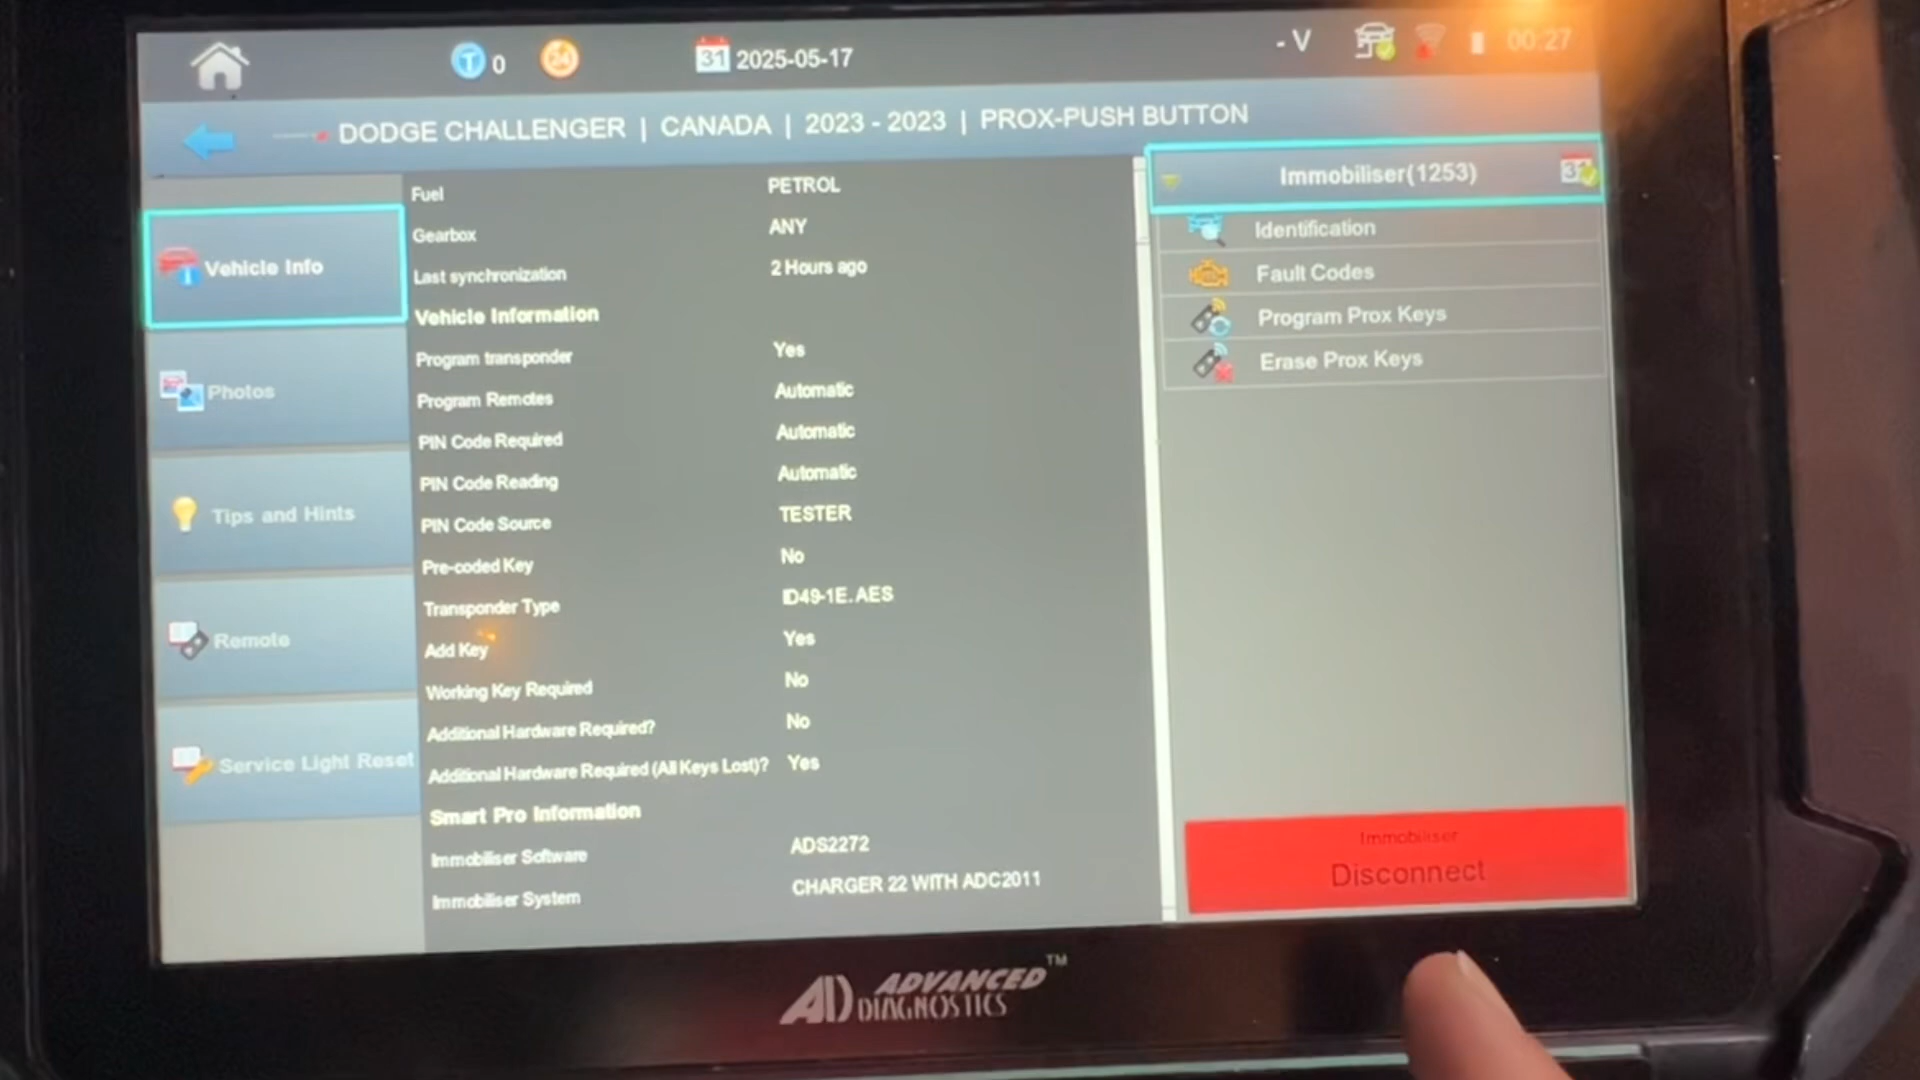 0
31 2025-05-17
- V
00:27
DODGE CHALLENGER | CANADA | 2023 - 2023 | PROX-PUSH BUTTON
Vehicle Info
Photos
Tips and Hints
Remote
Service Light Reset
Fuel PETROL
Gearbox ANY
Last synchronization 2 Hours ago
Vehicle Information
Program transponder Yes
Program Remotes Automatic
PIN Code Required Automatic
PIN Code Reading Automatic
PIN Code Source TESTER
Pre-coded Key No
Transponder Type ID49-1E.AES
Add Key Yes
Working Key Required No
Additional Hardware Required? No
Additional Hardware Required (All Keys Lost)? Yes
Smart Pro Information
Immobiliser Software ADS2272
Immobiliser System CHARGER 22 WITH ADC2011
Immobiliser(1253)
Identification
Fault Codes
Program Prox Keys
Erase Prox Keys
Immobiliser
Disconnect
AD ADVANCED DIAGNOSTICS TM